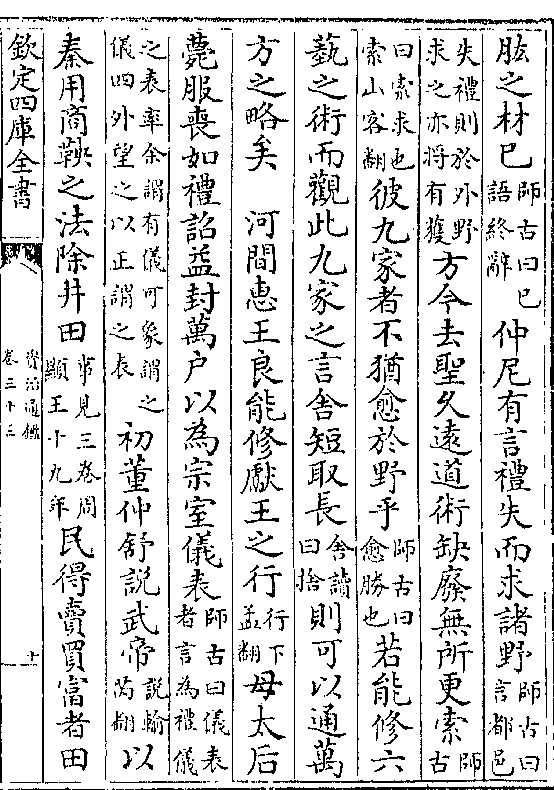 肱之材已師古曰已語終辭仲尼有言禮失而求諸野師古曰言都邑
失禮則於外野求之亦將有獲方今去聖久遠道術缺廢無所更索師古
曰索求也索山客翻彼九家者不猶愈於野乎師古曰愈勝也若能修六
藝之術而觀此九家之言舍短取長舍讀曰捨則可以通萬
方之略矣 河間惠王良能修獻王之行行下孟翻母太后
薨服喪如禮詔益封萬户以為宗室儀表師古曰儀表者言為禮儀
之表率余謂有儀可象謂之儀四外望之以正謂之表初董仲舒説武帝説輸芮翻以
秦用商鞅之法除井田事見三卷周顯王十九年民得賣買富者田
欽定四庫全書
資治通鑑
卷三十三
十